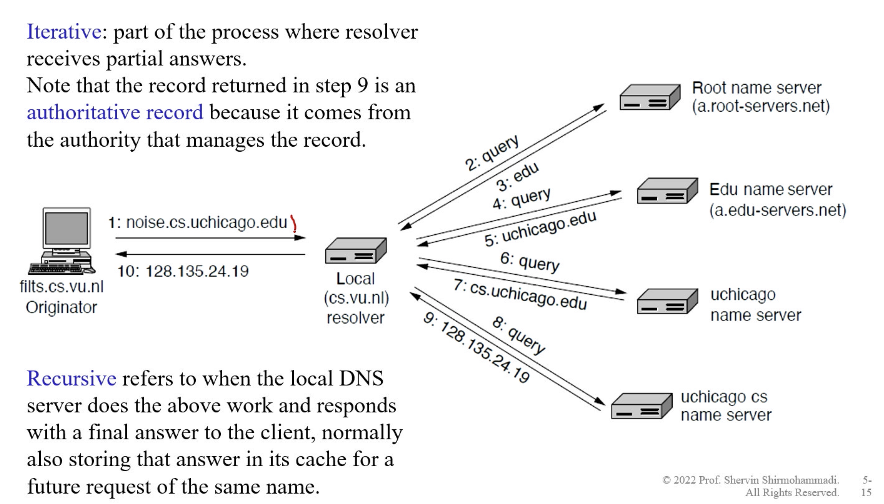 Iterative: part of the process where resolver
receives partial answers.
Note that the record returned in step 9 is an
authoritative record because it comes from
the authority that manages the record.
Root name server
(a.root-servers.net)
2: query
3: edu
4: query
5: uchicago.edu
Edu name server
(a.edu-servers.net)
1: noise.cs.uchicago.edu
10: 128.135.24.19
filts.cs.vu.nl
Originator
Local
(cs.vu.nl)
resolver
6: query
7: cs.uchicago.edu
uchicago
name server
8: query
9: 128.135.24.19
uchicago cs
name server
Recursive refers to when the local DNS
server does the above work and responds
with a final answer to the client, normally
also storing that answer in its cache for a
future request of the same name.
© 2022 Prof. Shervin Shirmohammadi.
All Rights Reserved.
5-
15